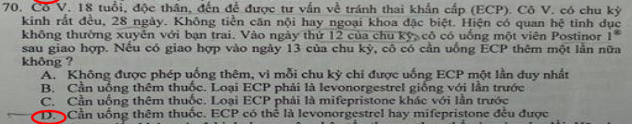 70. Cô V. 18 tuổi, độc thân, đến để được tư vấn về tránh thai khẩn cấp (ECP). Cô V. có chu kỳ
kinh rất đều, 28 ngày. Không tiền căn nội hay ngoại khoa đặc biệt. Hiện có quan hệ tình dục
không thường xuyên với bạn trai. Vào ngày thứ 12 của chu kỳ, cô có uống một viên Postinor 1®
sau giao hợp. Nếu có giao hợp vào ngày 13 của chu kỳ, cô có cần uống ECP thêm một lần nữa
không ?
A. Không được phép uống thêm, vì mỗi chu kỳ chỉ được uống ECP một lần duy nhất
B. Cần uống thêm thuốc. Loại ECP phải là levonorgestrel giống với lần trước
C. Cần uống thêm thuốc. Loại ECP phải là mifepristone khác với lần trước
D. Cần uống thêm thuốc. ECP có thể là levonorgestrel hay mifepristone đều được